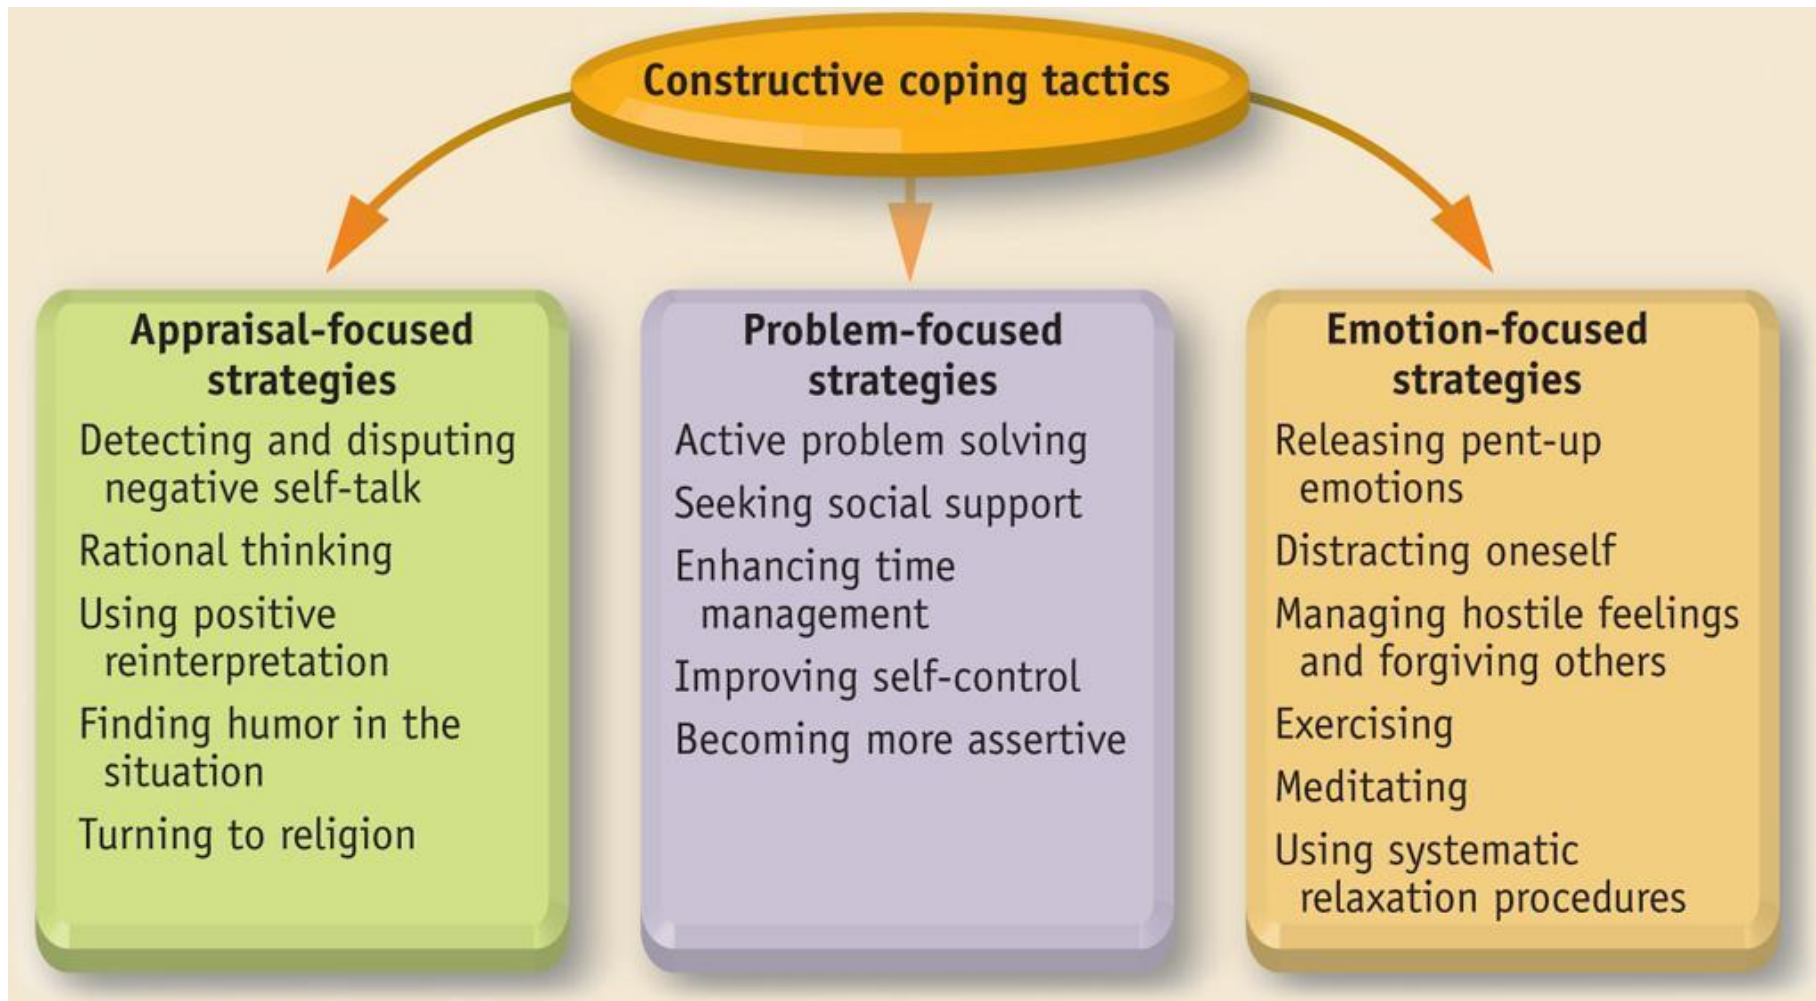 Constructive coping tactics
Appraisal-focused
strategies
Detecting and disputing
negative self-talk
Rational thinking
Using positive
reinterpretation
Finding humor in the
situation
Turning to religion
Problem-focused
strategies
Active problem solving
Seeking social support
Enhancing time
management
Improving self-control
Becoming more assertive
Emotion-focused
strategies
Releasing pent-up
emotions
Distracting oneself
Managing hostile feelings
and forgiving others
Exercising
Meditating
Using systematic
relaxation procedures